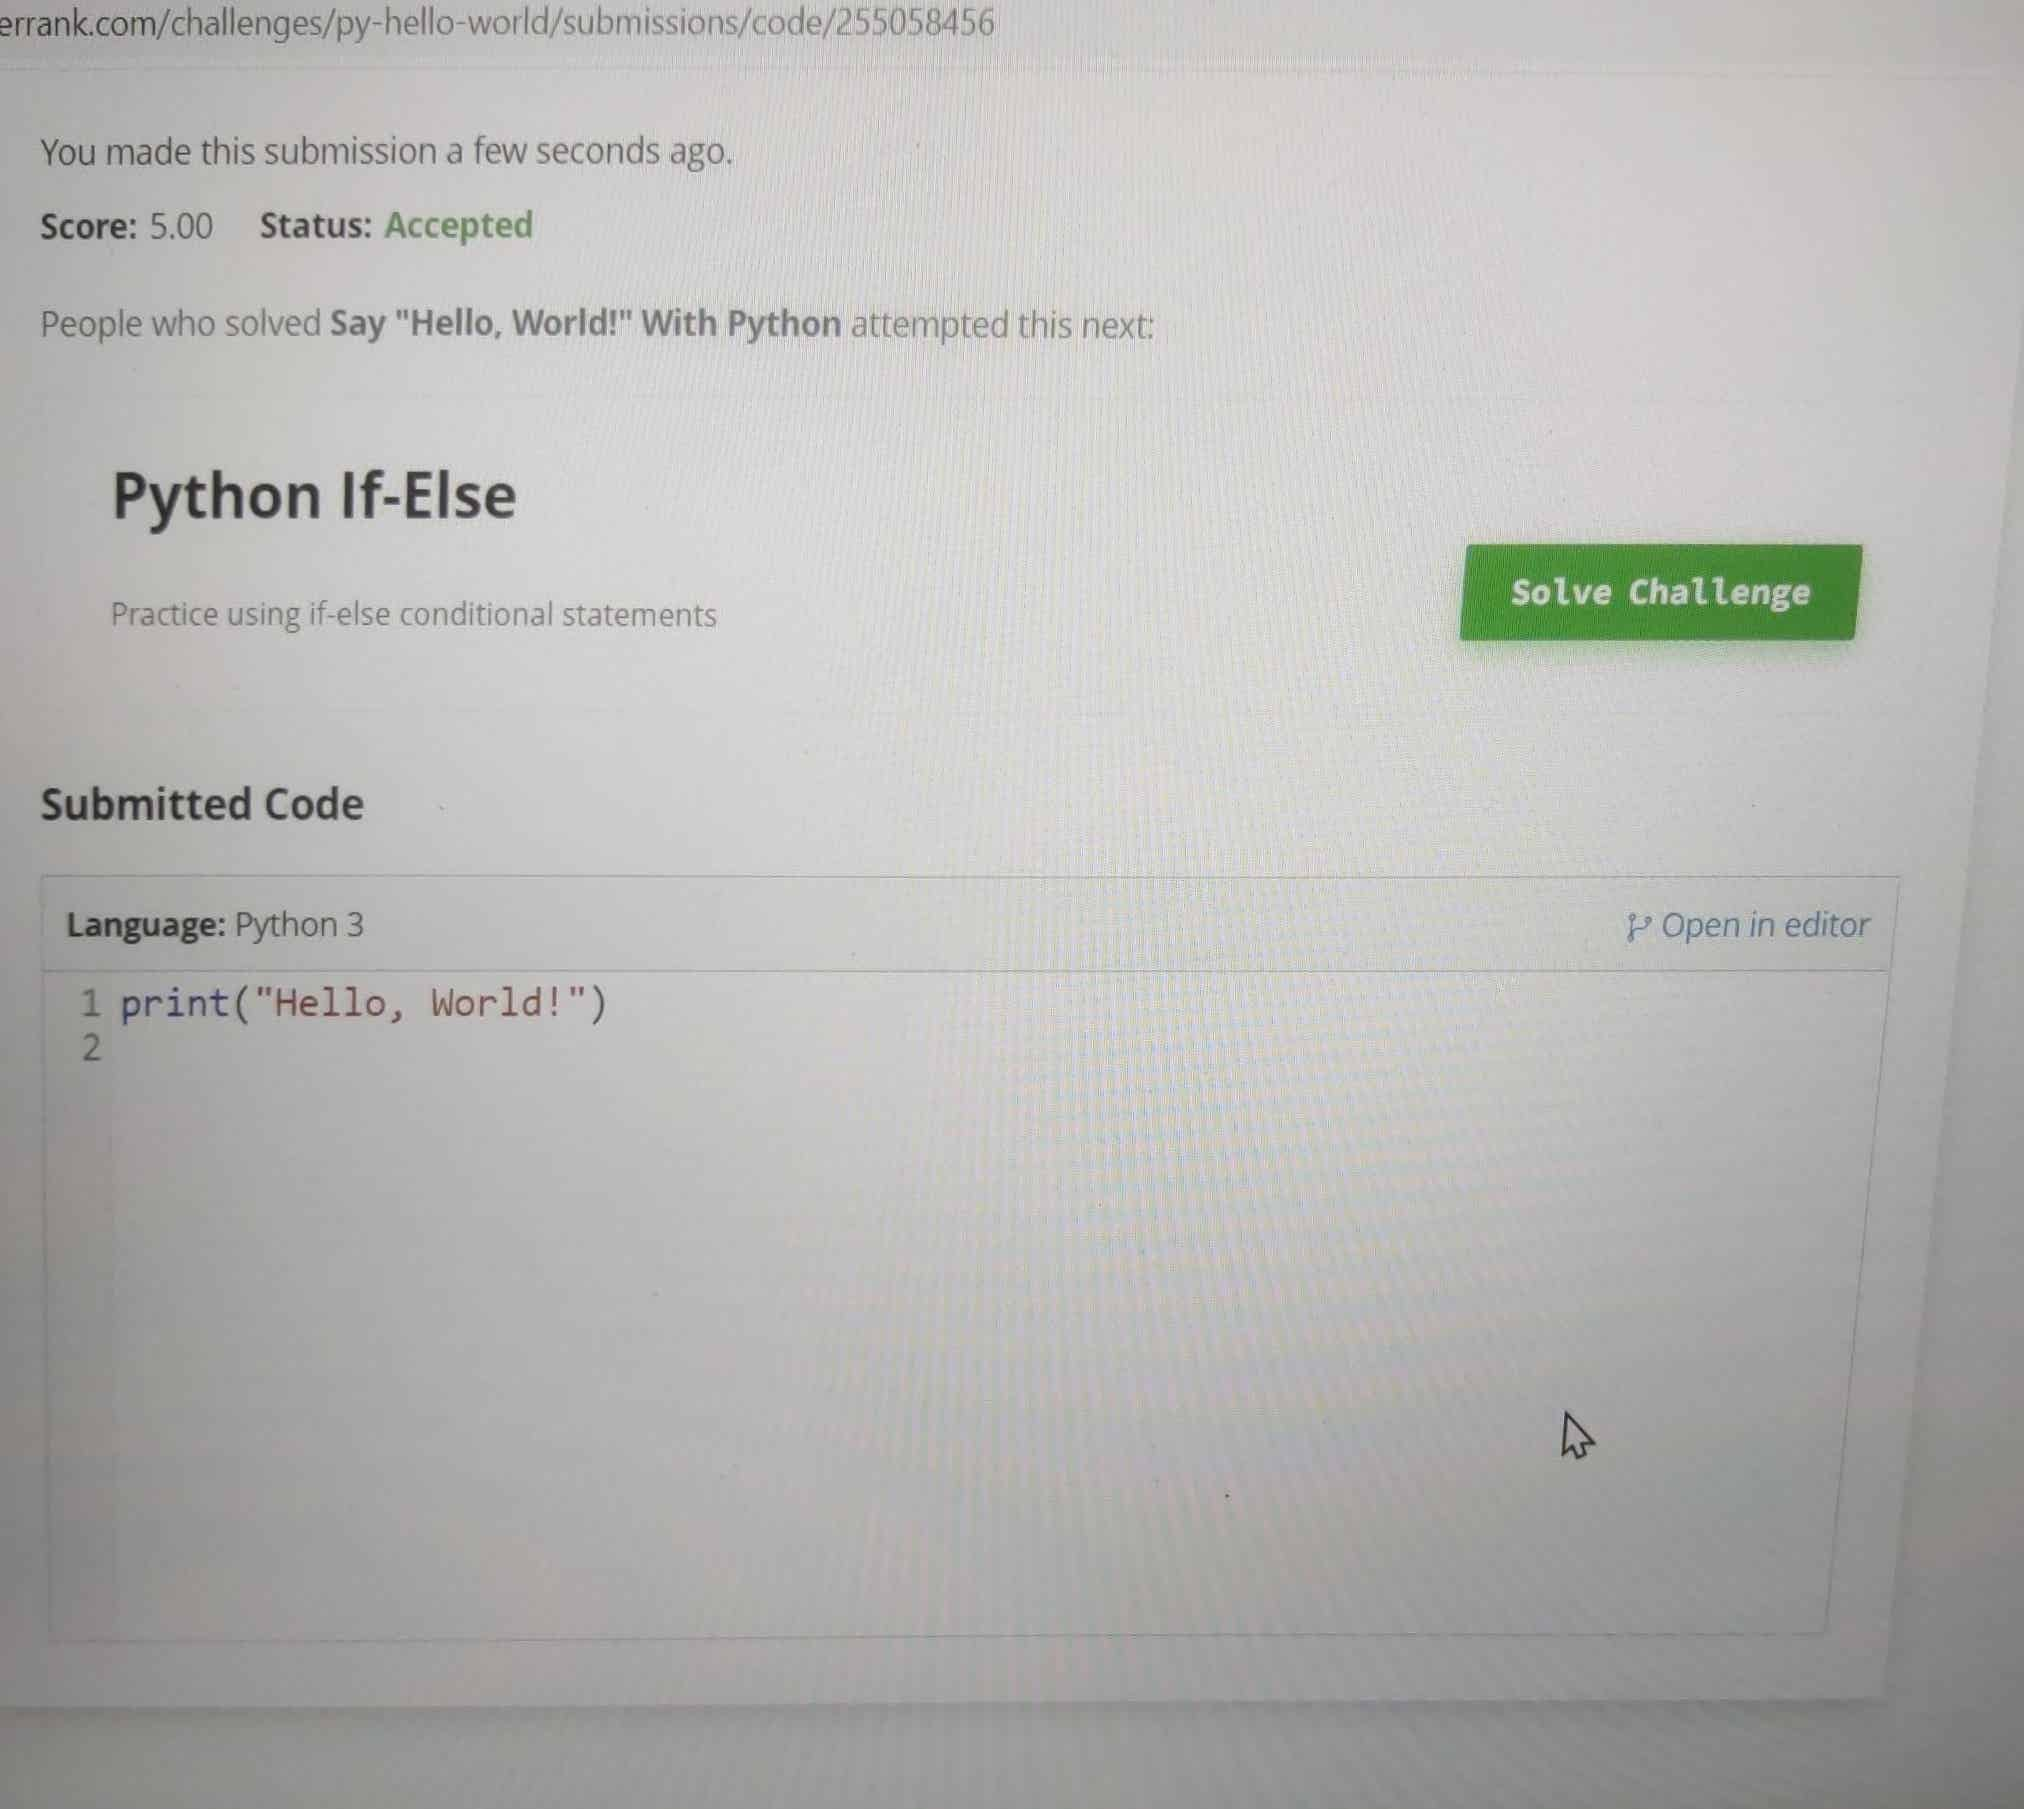 errank.com/challenges/py-hello-world/submissions/code/255058456
You made this submission a few seconds ago.
Score: 5.00 Status: Accepted
People who solved Say "Hello, World!" With Python attempted this next:
Python If-Else
Solve Challenge
Practice using if-else conditional statements
Submitted Code
Language: Python 3 Open in editor
1 print("Hello, World!")
2